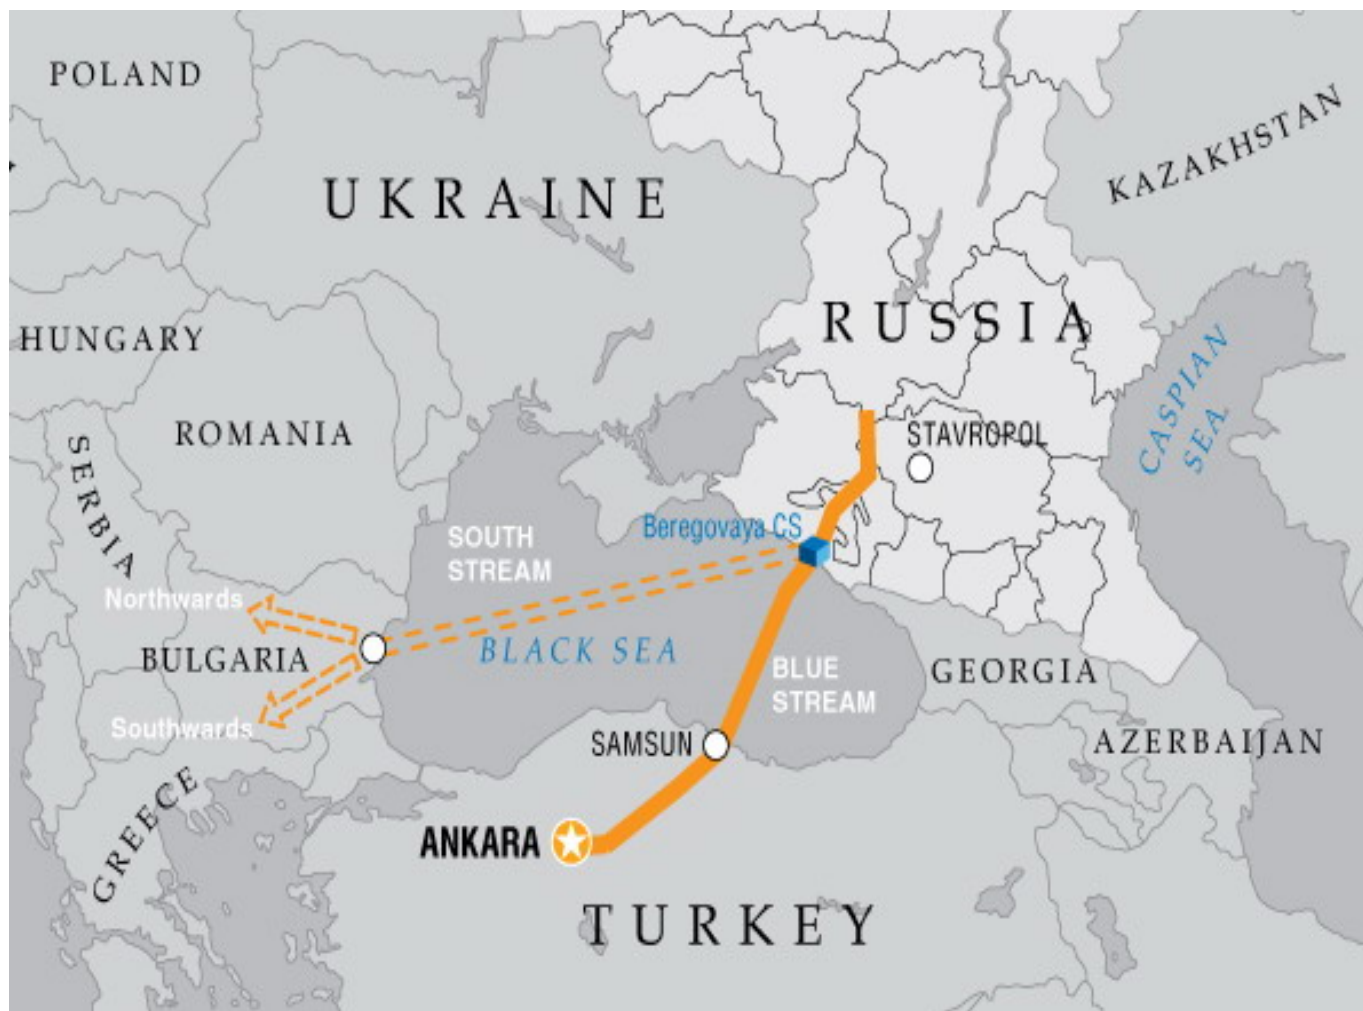 POLAND
KAZAKHSTAN
UKRAINE
RUSSIA
HUNGARY
CASPIAN
SEA
ROMANIA
STAVROPOL
SERBIA
Beregovaya CS
SOUTH
STREAM
Northwards
BLACK SEA
BULGARIA
BLUE
STREAM
GEORGIA
Southwards
SAMSUN
AZERBAIJAN
GREECE
ANKARA
TURKEY